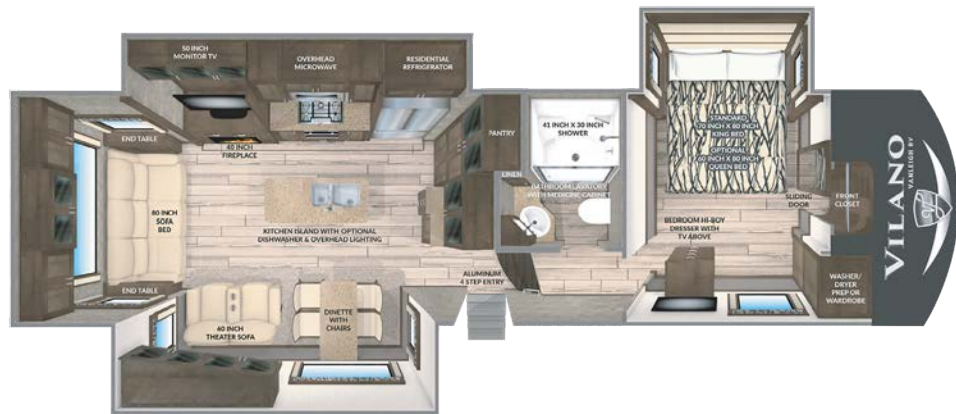 50 INCH
MONITOR TV
OVERHEAD
MICROWAVE
RESIDENTIAL
REFRIGERATOR
END TABLE
40 INCH
FIREPLACE
PANTRY
41 INCH X 30 INCH
SHOWER
LINEN
BATHROOM LAVATORY
WITH MEDICINE CABINET
STANDARD
70 INCH X 80 INCH
KING BED
OPTIONAL
60 INCH X 80 INCH
QUEEN BED
SLIDING
DOOR
FRONT
CLOSET
80 INCH
SOFA
BED
KITCHEN ISLAND WITH OPTIONAL
DISHWASHER & OVERHEAD LIGHTING
BEDROOM HI-BOY
DRESSER WITH
TV ABOVE
END TABLE
ALUMINUM
4 STEP ENTRY
WASHER/
DRYER
PREP OR
WARDROBE
40 INCH
THEATER SOFA
DINETTE
WITH
CHAIRS
VILANO
VANLEIGH RV